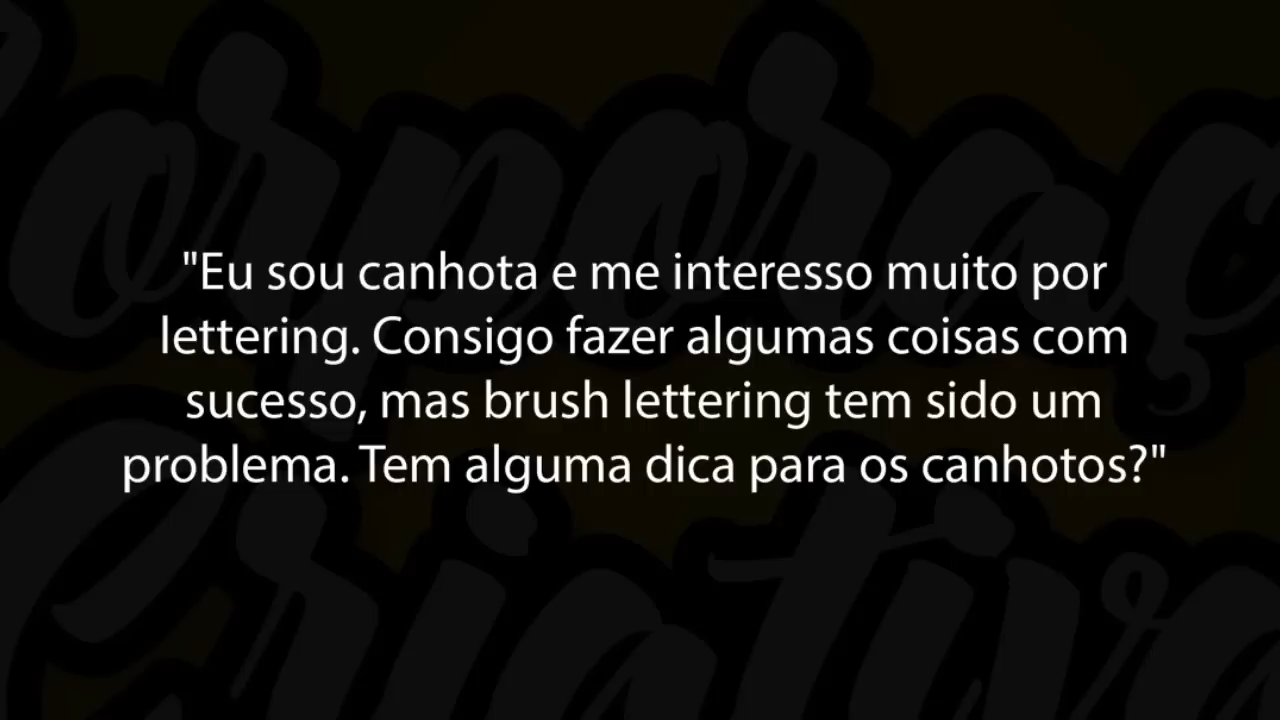 "Eu sou canhota e me interesso muito por
lettering. Consigo fazer algumas coisas com
sucesso, mas brush lettering tem sido um
problema. Tem alguma dica para os canhotos?"